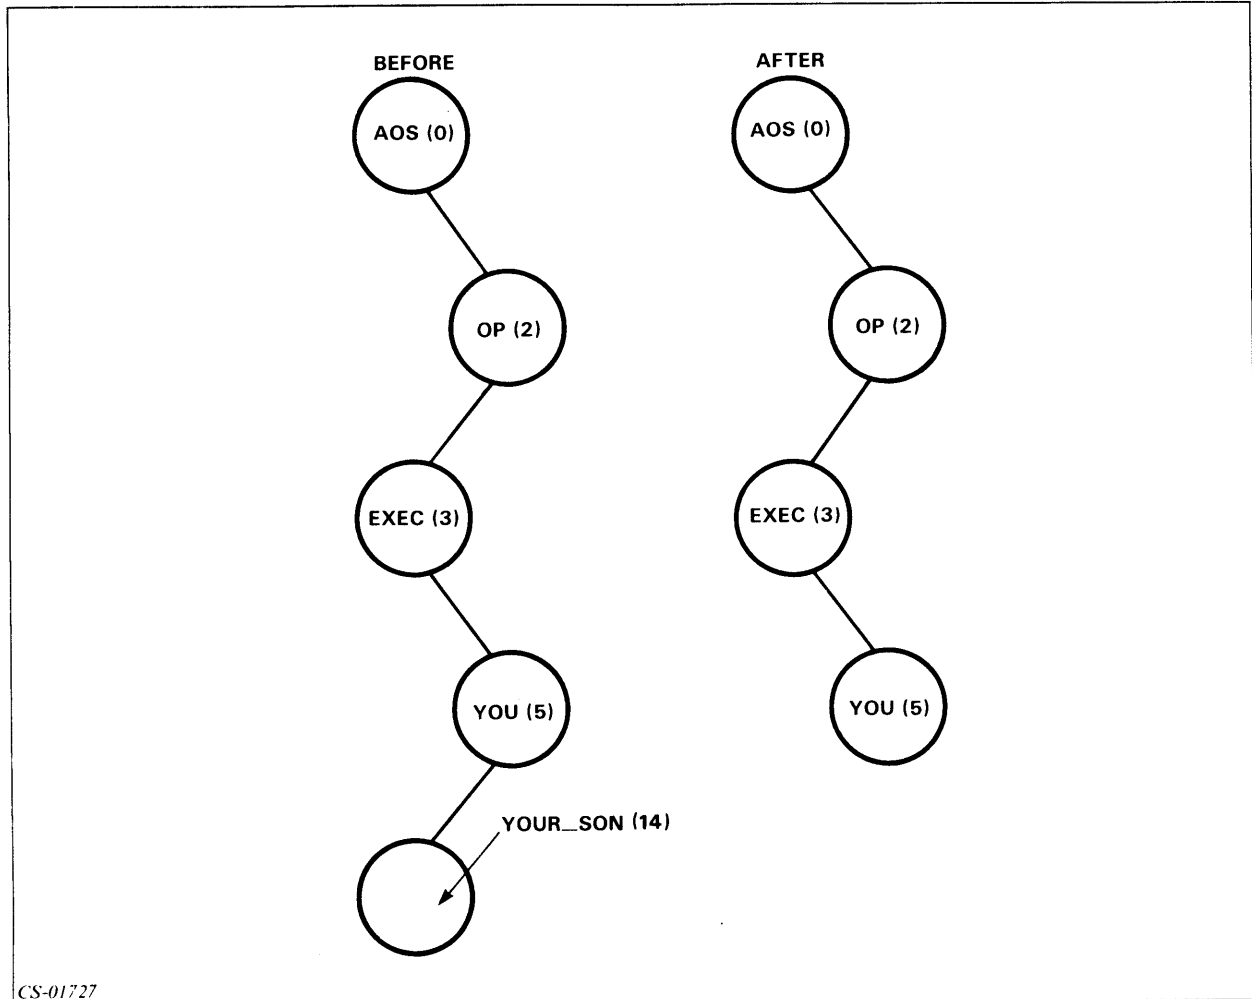 BEFORE
AOS (0)
OP (2)
EXEC (3)
YOU (5)
YOUR_SON (14)
AFTER
AOS (0)
OP (2)
EXEC (3)
YOU (5)
CS-01727